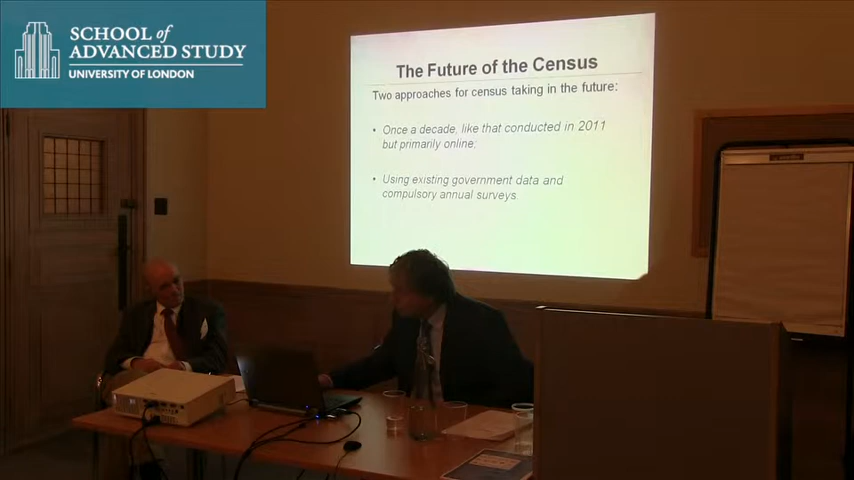 SCHOOL of
ADVANCED STUDY
UNIVERSITY OF LONDON
The Future of the Census
Two approaches for census taking in the future:
• Once a decade, like that conducted in 2011
but primarily online;
• Using existing government data and
compulsory annual surveys